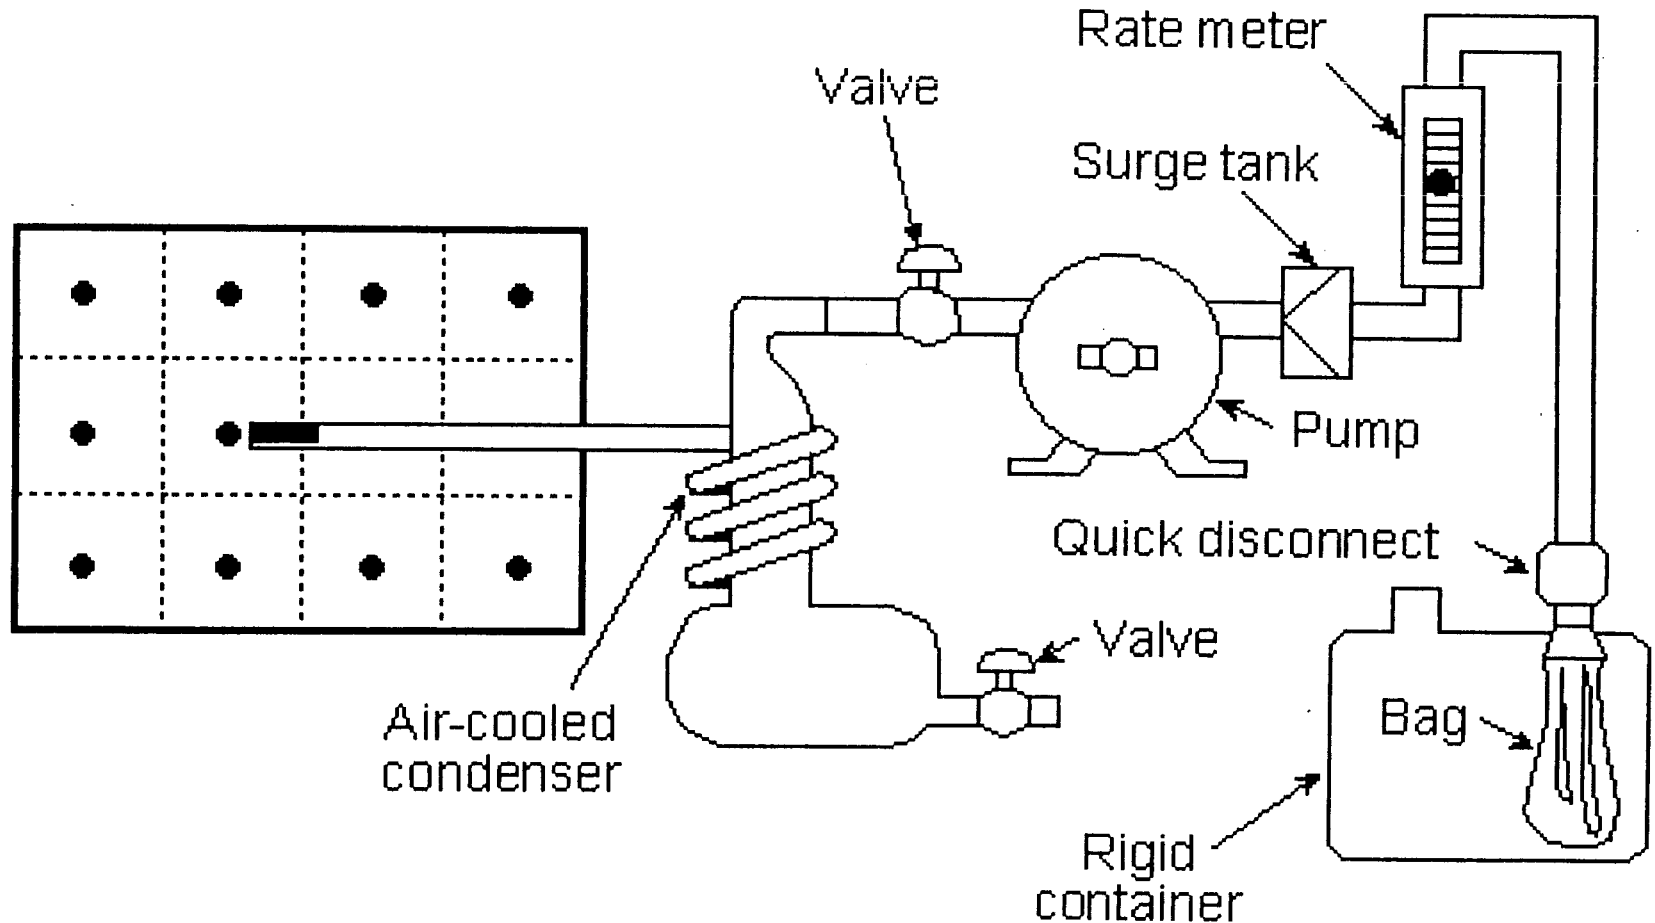 Rate meter
Valve
Surge tank
Pump
Quick disconnect
Valve
Air-cooled
condenser
Bag
Rigid
container